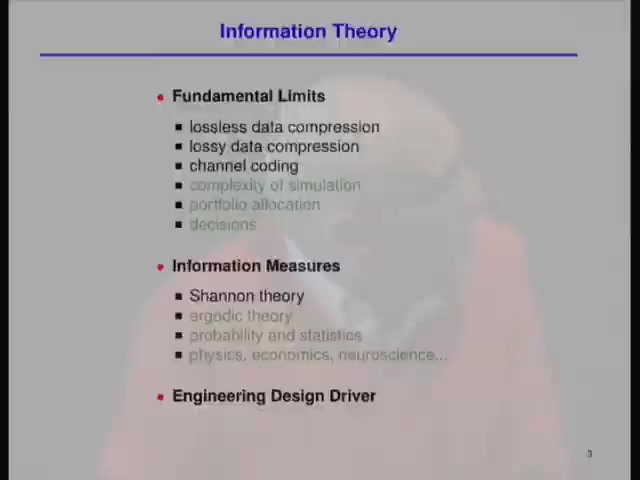 Information Theory
Fundamental Limits
lossless data compression
lossy data compression
channel coding
complexity of simulation
portfolio allocation
decisions
Information Measures
Shannon theory
ergodic theory
probability and statistics
physics, economics, neuroscience...
Engineering Design Driver
3